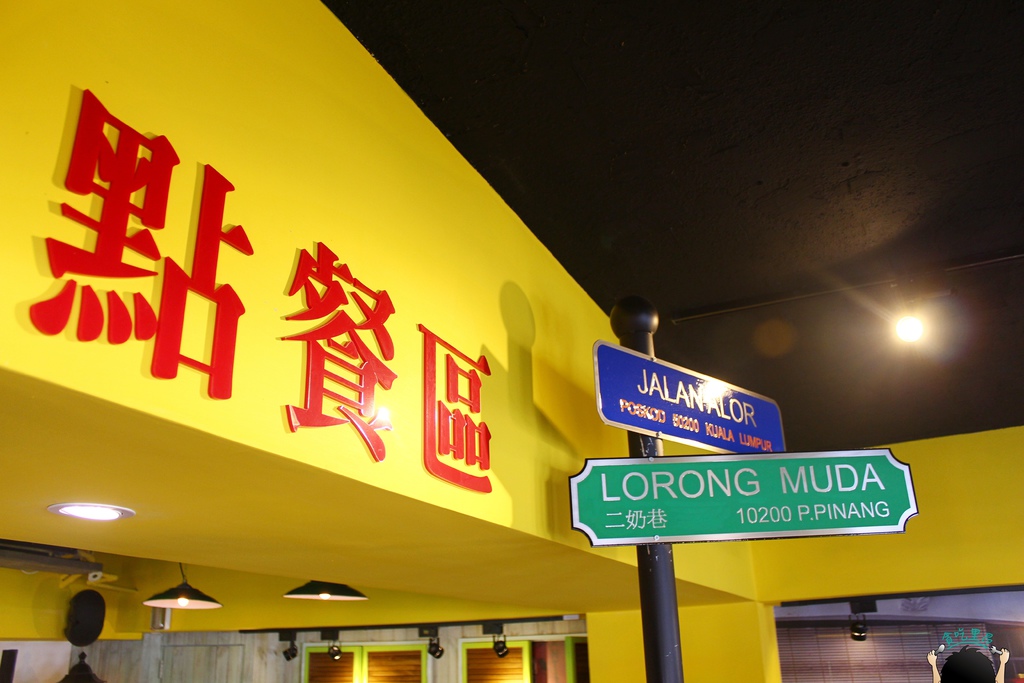 點餐區
JALAN ALOR
POSKOD 50200 KUALA LUMPUR
LORONG MUDA
二奶巷 10200 P.PINANG